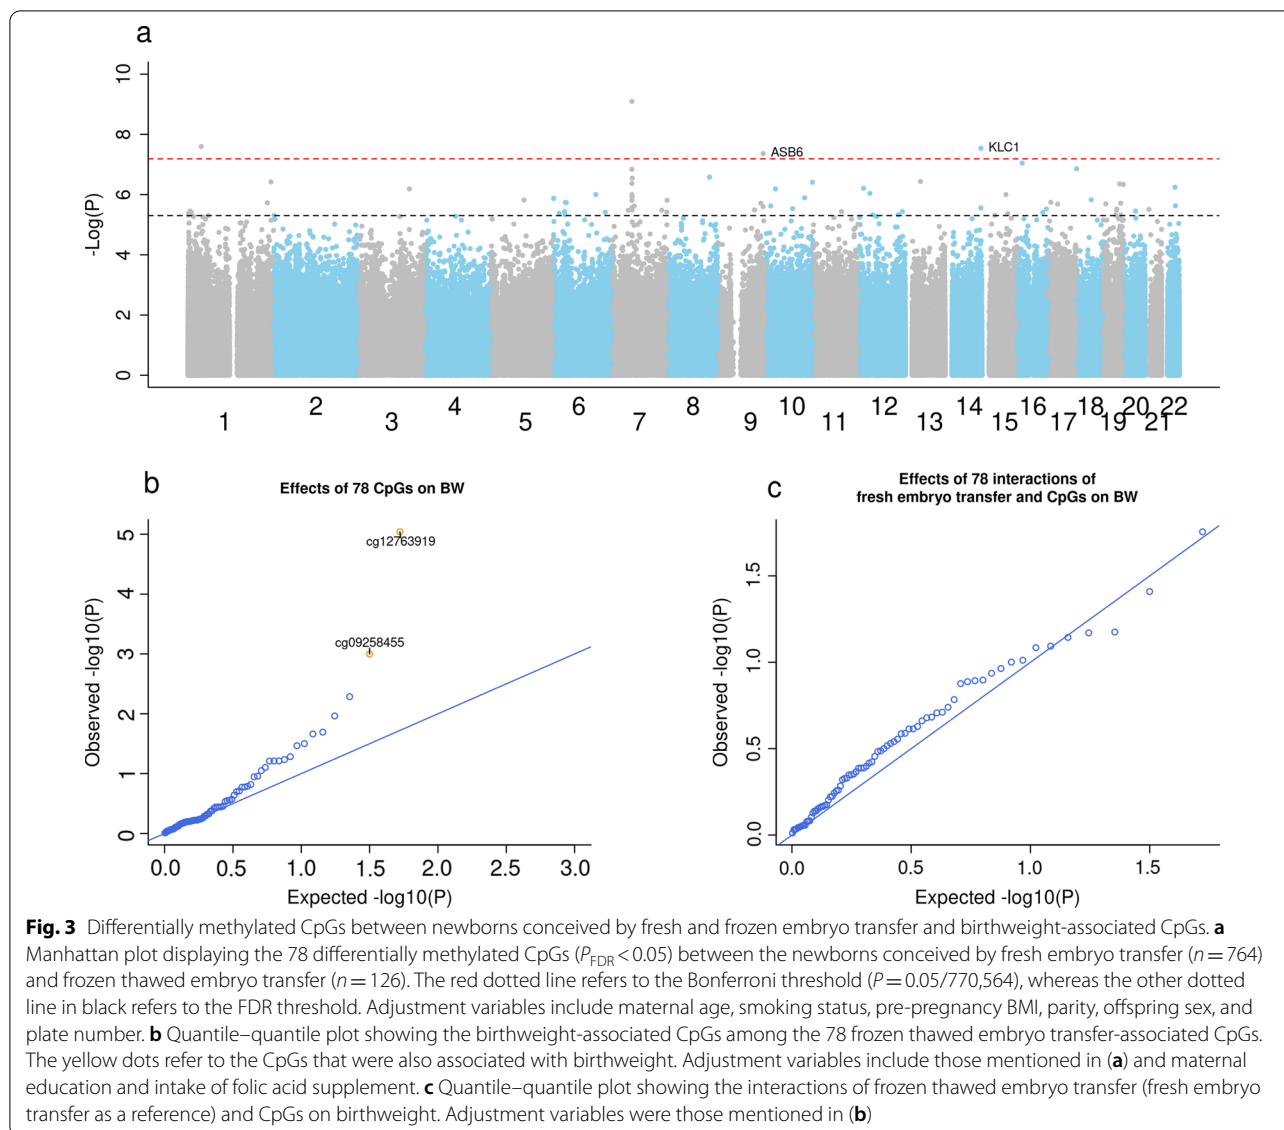 a
10
8
6
4
2
0
-Log(P)
ASB6
KLC1
1 2 3 4 5 6 7 8 9 10 11 12 13 14 15 16 17 18 19 20 21 22
b
Effects of 78 CpGs on BW
5
4
3
2
1
0
Observed -log10(P)
cg12763919
cg09258455
0.0 0.5 1.0 1.5 2.0 2.5 3.0
Expected -log10(P)
c
Effects of 78 interactions of
fresh embryo transfer and CpGs on BW
1.5
1.0
0.5
0.0
Observed -log10(P)
0.0 0.5 1.0 1.5
Expected -log10(P)
Fig. 3 Differentially methylated CpGs between newborns conceived by fresh and frozen embryo transfer and birthweight-associated CpGs. a
Manhattan plot displaying the 78 differentially methylated CpGs (PFDR < 0.05) between the newborns conceived by fresh embryo transfer (n = 764)
and frozen thawed embryo transfer (n = 126). The red dotted line refers to the Bonferroni threshold (P = 0.05/770,564), whereas the other dotted
line in black refers to the FDR threshold. Adjustment variables include maternal age, smoking status, pre-pregnancy BMI, parity, offspring sex, and
plate number. b Quantile–quantile plot showing the birthweight-associated CpGs among the 78 frozen thawed embryo transfer-associated CpGs.
The yellow dots refer to the CpGs that were also associated with birthweight. Adjustment variables include those mentioned in (a) and maternal
education and intake of folic acid supplement. c Quantile–quantile plot showing the interactions of frozen thawed embryo transfer (fresh embryo
transfer as a reference) and CpGs on birthweight. Adjustment variables were those mentioned in (b)